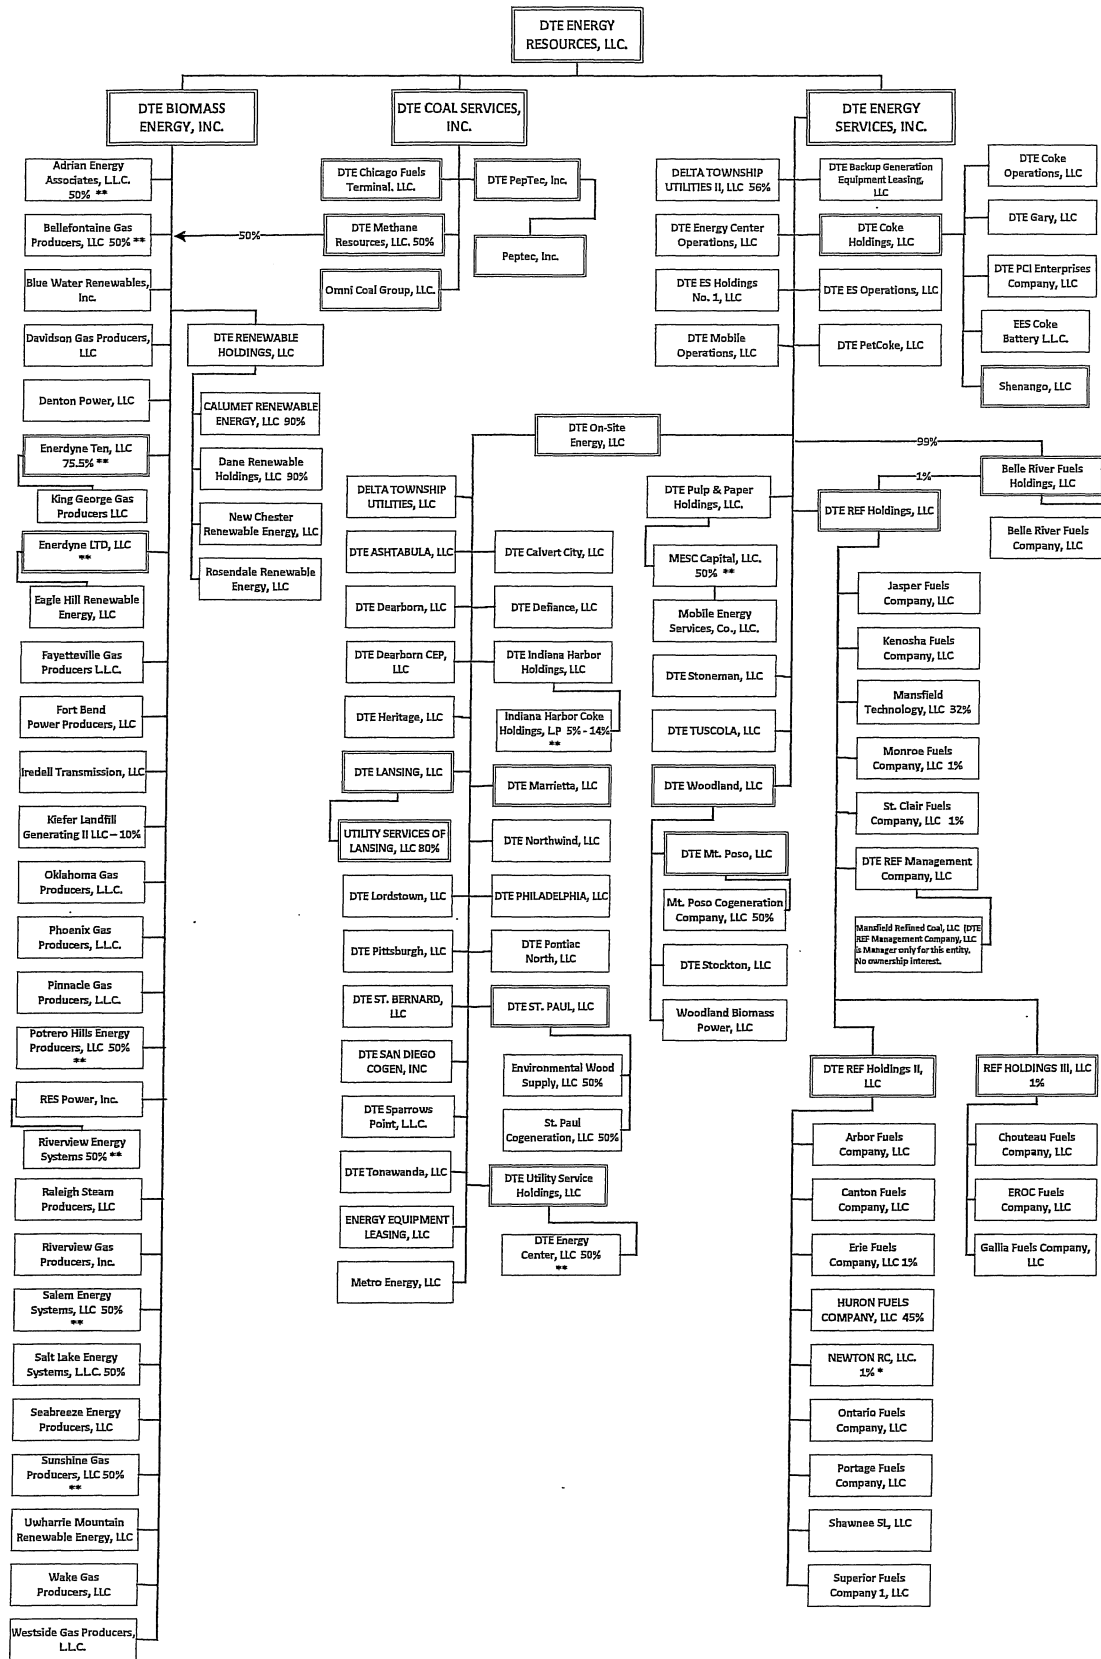 DTE ENERGY
RESOURCES, LLC.
DTE BIOMASS
ENERGY, INC.
DTE COAL SERVICES,
INC.
DTE ENERGY
SERVICES, INC.
Adrian Energy
Associates, L.L.C.
50% **
Bellefontaine Gas
Producers, LLC 50% **
Blue Water Renewables,
Inc.
Davidson Gas Producers,
LLC
Denton Power, LLC
Enerdyne Ten, LLC
75.5% **
King George Gas
Producers LLC
Enerdyne LTD, LLC
**
Eagle Hill Renewable
Energy, LLC
Fayetteville Gas
Producers L.L.C.
Fort Bend
Power Producers, LLC
Iredell Transmission, LLC
Kiefer Landfill
Generating II LLC – 10%
Oklahoma Gas
Producers, L.L.C.
Phoenix Gas
Producers, L.L.C.
Pinnacle Gas
Producers, L.L.C.
Potrero Hills Energy
Producers, LLC 50%
**
RES Power, Inc.
Riverview Energy
Systems 50% **
Raleigh Steam
Producers, LLC
Riverview Gas
Producers, Inc.
Salem Energy
Systems, LLC 50%
**
Salt Lake Energy
Systems, L.L.C. 50%
Seabreeze Energy
Producers, LLC
Sunshine Gas
Producers, LLC 50%
**
Uwharrie Mountain
Renewable Energy, LLC
Wake Gas
Producers, LLC
Westside Gas Producers,
L.L.C.
DTE RENEWABLE
HOLDINGS, LLC
CALUMET RENEWABLE
ENERGY, LLC 90%
Dane Renewable
Holdings, LLC 90%
New Chester
Renewable Energy, LLC
Rosendale Renewable
Energy, LLC
DTE Chicago Fuels
Terminal. LLC.
DTE PepTec, Inc.
50%
DTE Methane
Resources, LLC. 50%
Peptec, Inc.
Omni Coal Group, LLC.
DELTA TOWNSHIP
UTILITIES II, LLC 56%
DTE Backup Generation
Equipment Leasing,
LLC
DTE Energy Center
Operations, LLC
DTE Coke
Holdings, LLC
DTE ES Holdings
No. 1, LLC
DTE ES Operations, LLC
DTE Mobile
Operations, LLC
DTE PetCoke, LLC
DTE Coke
Operations, LLC
DTE Gary, LLC
DTE PCI Enterprises
Company, LLC
EES Coke
Battery L.L.C.
Shenango, LLC
DTE On-Site
Energy, LLC
DELTA TOWNSHIP
UTILITIES, LLC
DTE ASHTABULA, LLC
DTE Calvert City, LLC
DTE Dearborn, LLC
DTE Defiance, LLC
DTE Dearborn CEP,
LLC
DTE Indiana Harbor
Holdings, LLC
DTE Heritage, LLC
Indiana Harbor Coke
Holdings, L.P 5% - 14%
**
DTE LANSING, LLC
DTE Marrietta, LLC
UTILITY SERVICES OF
LANSING, LLC 80%
DTE Northwind, LLC
DTE Lordstown, LLC
DTE PHILADELPHIA, LLC
DTE Pittsburgh, LLC
DTE Pontiac
North, LLC
DTE ST. BERNARD,
LLC
DTE ST. PAUL, LLC
DTE SAN DIEGO
COGEN, INC
Environmental Wood
Supply, LLC 50%
DTE Sparrows
Point, L.L.C.
St. Paul
Cogeneration, LLC 50%
DTE Tonawanda, LLC
DTE Utility Service
Holdings, LLC
ENERGY EQUIPMENT
LEASING, LLC
DTE Energy
Center, LLC 50%
**
Metro Energy, LLC
DTE Pulp & Paper
Holdings, LLC.
MESC Capital, LLC.
50% **
Mobile Energy
Services, Co., LLC.
DTE Stoneman, LLC
DTE TUSCOLA, LLC
DTE Woodland, LLC
DTE Mt. Poso, LLC
Mt. Poso Cogeneration
Company, LLC 50%
DTE Stockton, LLC
Woodland Biomass
Power, LLC
99%
1%
Belle River Fuels
Holdings, LLC
DTE REF Holdings, LLC
Belle River Fuels
Company, LLC
Jasper Fuels
Company, LLC
Kenosha Fuels
Company, LLC
Mansfield
Technology, LLC 32%
Monroe Fuels
Company, LLC 1%
St. Clair Fuels
Company, LLC 1%
DTE REF Management
Company, LLC
Mansfield Refined Coal, LLC (DTE
REF Management Company, LLC
is Manager only for this entity.
No ownership interest.
DTE REF Holdings II,
LLC
REF HOLDINGS III, LLC
1%
Arbor Fuels
Company, LLC
Canton Fuels
Company, LLC
Erie Fuels
Company, LLC 1%
HURON FUELS
COMPANY, LLC 45%
NEWTON RC, LLC.
1% *
Ontario Fuels
Company, LLC
Portage Fuels
Company, LLC
Shawnee SL, LLC
Superior Fuels
Company 1, LLC
Chouteau Fuels
Company, LLC
EROC Fuels
Company, LLC
Gallia Fuels Company,
LLC